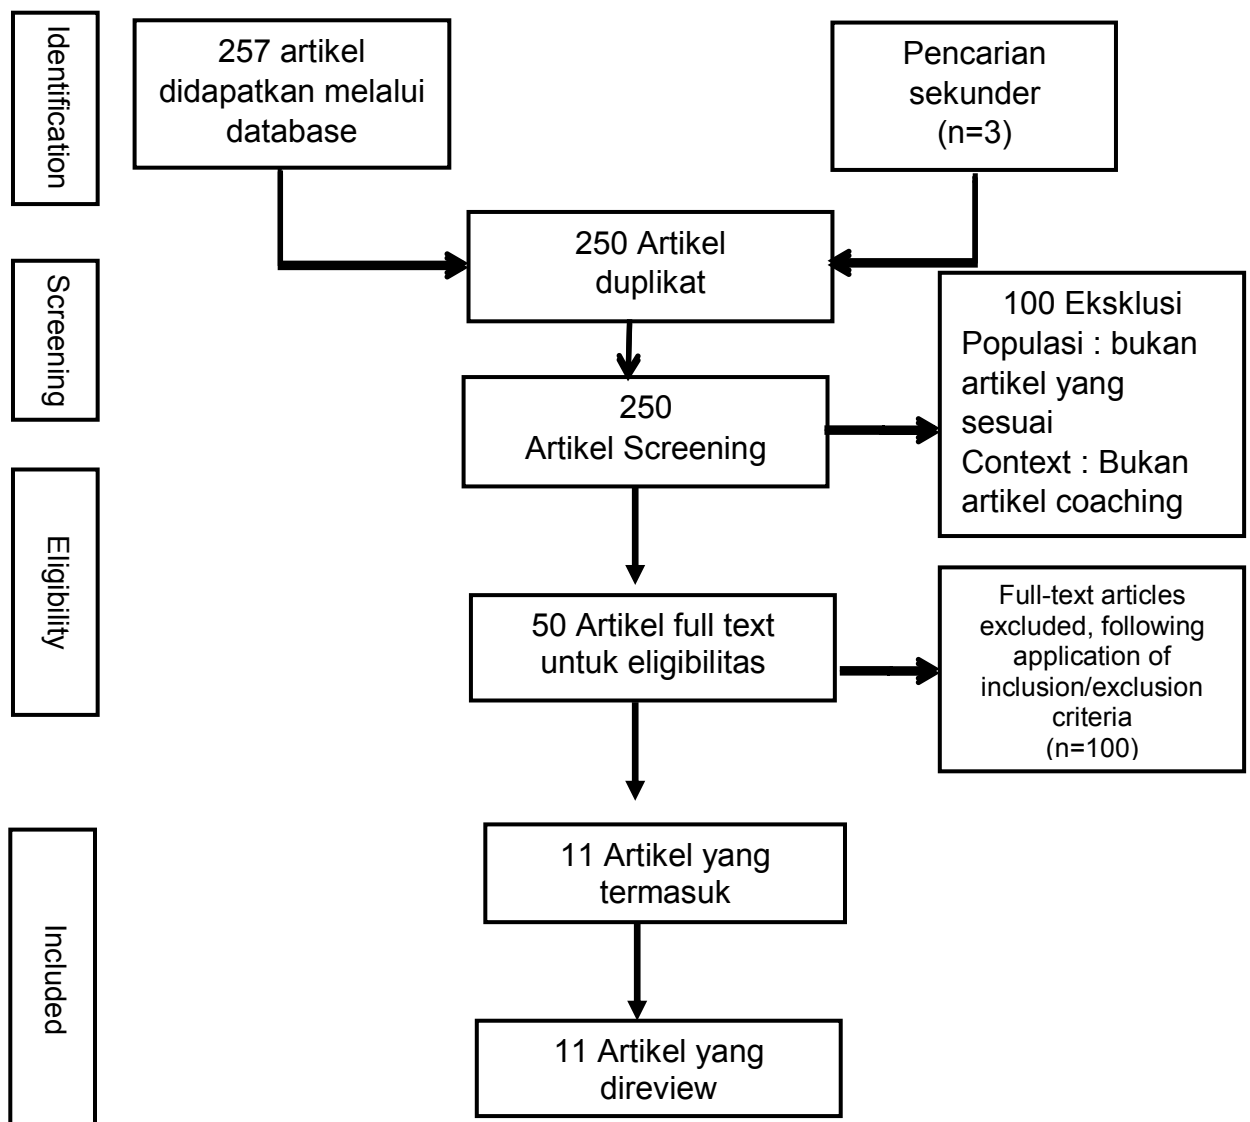 Identification
257 artikel
didapatkan melalui
database
Pencarian
sekunder
(n=3)
250 Artikel
duplikat
Screening
250
Artikel Screening
100 Eksklusi
Populasi : bukan
artikel yang
sesuai
Context : Bukan
artikel coaching
Eligibility
50 Artikel full text
untuk eligibilitas
Full-text articles
excluded, following
application of
inclusion/exclusion
criteria
(n=100)
Included
11 Artikel yang
termasuk
11 Artikel yang
direview